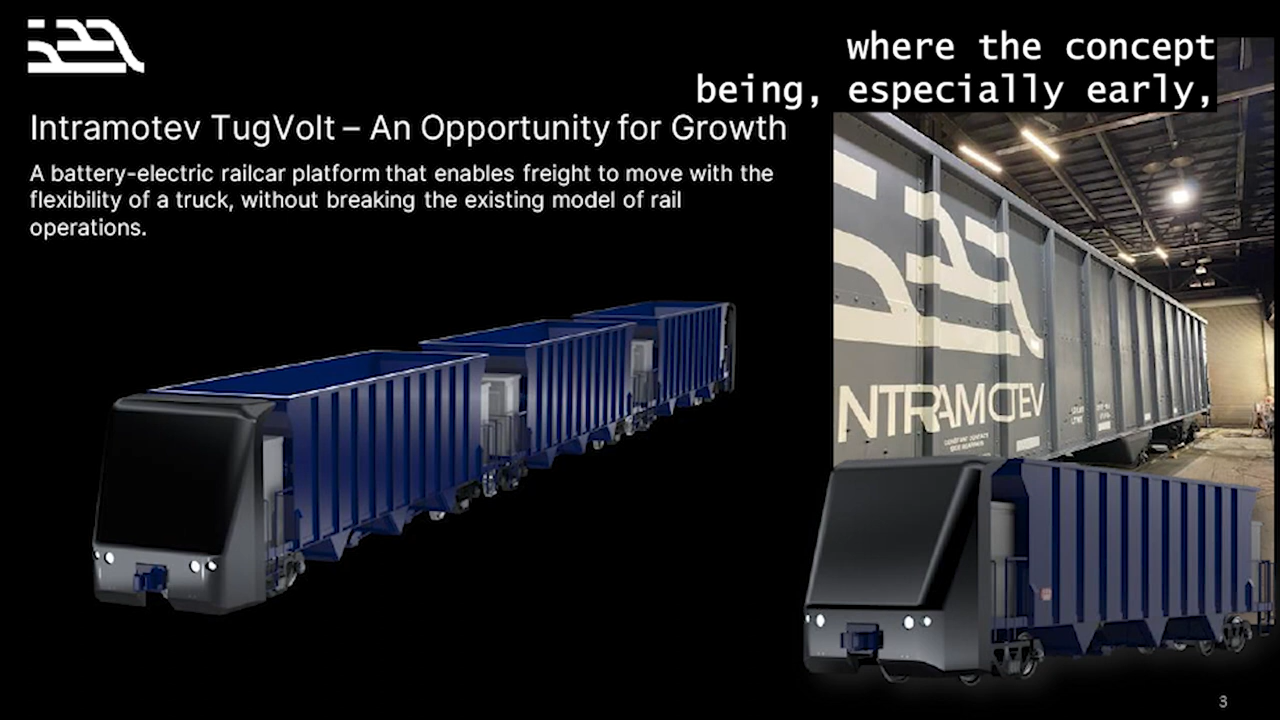 where the concept
being, especially early,
Intramotev TugVolt – An Opportunity for Growth
A battery-electric railcar platform that enables freight to move with the
flexibility of a truck, without breaking the existing model of rail
operations.
NTRAMOTEV
3